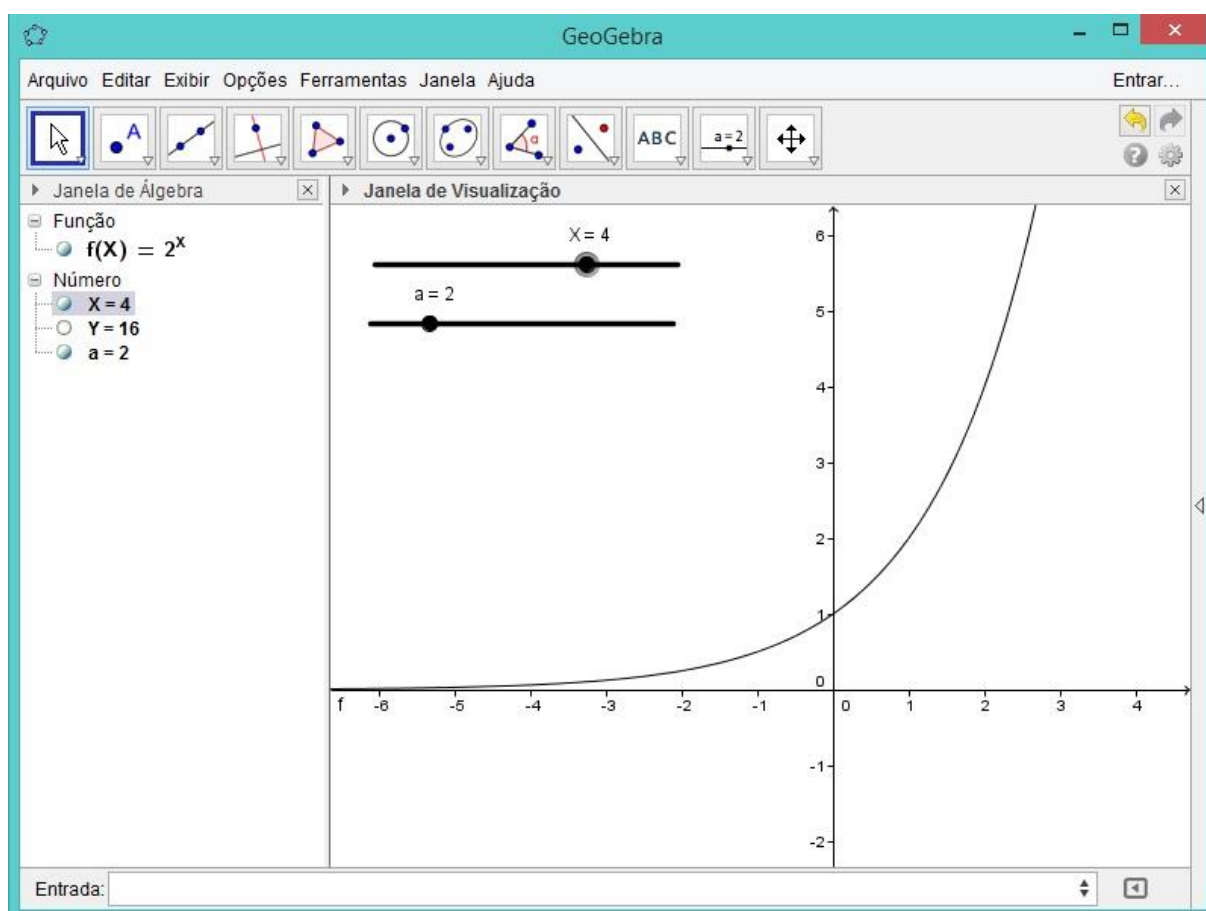 GeoGebra
Arquivo Editar Exibir Opções Ferramentas Janela Ajuda Entrar...
A α ABC a = 2
Janela de Álgebra
Janela de Visualização
Função
f(X) = 2^X
Número
X = 4
Y = 16
a = 2
X = 4
a = 2
6
5
4
3
2
1
0
f -6 -5 -4 -3 -2 -1 0 1 2 3 4
-1
-2
Entrada: